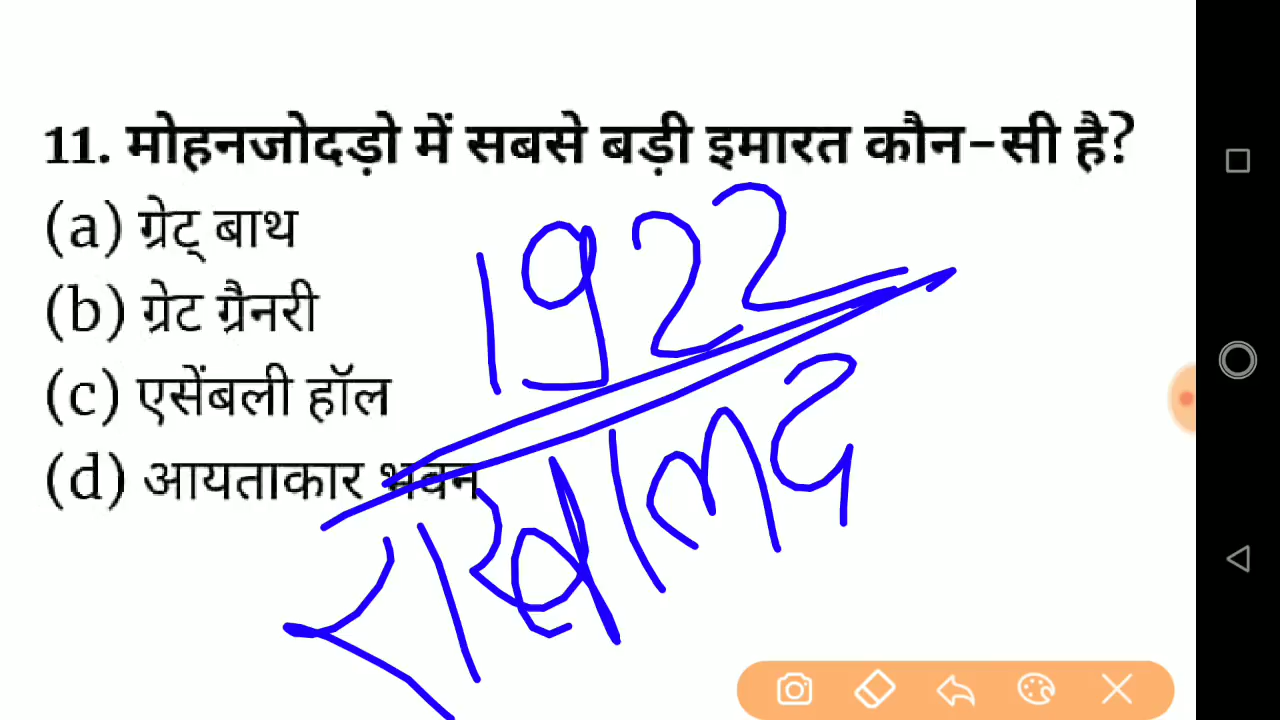 11. मोहनजोदड़ो में सबसे बड़ी इमारत कौन-सी है?
(a) ग्रेट् बाथ
(b) ग्रेट ग्रैनरी
(c) एसेंबली हॉल
(d) आयताकार भवन
1922
राखालद